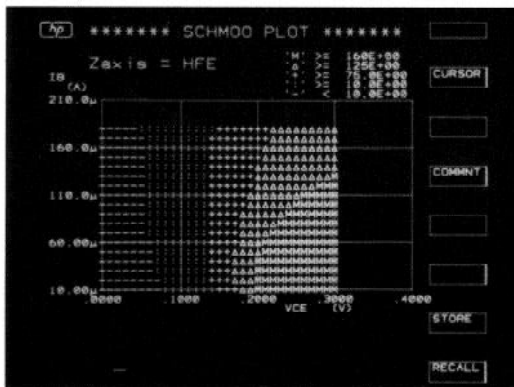 hp ******* SCHMOO PLOT *******
Zaxis = HFE
'M' >= 160E+00
'Δ' >= 125E+00
'+' >= 75.0E+00
'.' >= 10.0E+00
'-' < 10.0E+00
IB
(A)
210.0μ
160.0μ
110.0μ
60.00μ
10.00μ
.0000 .1000 .2000 .3000 .4000
VCE (V)
CURSOR
COMMNT
STORE
RECALL